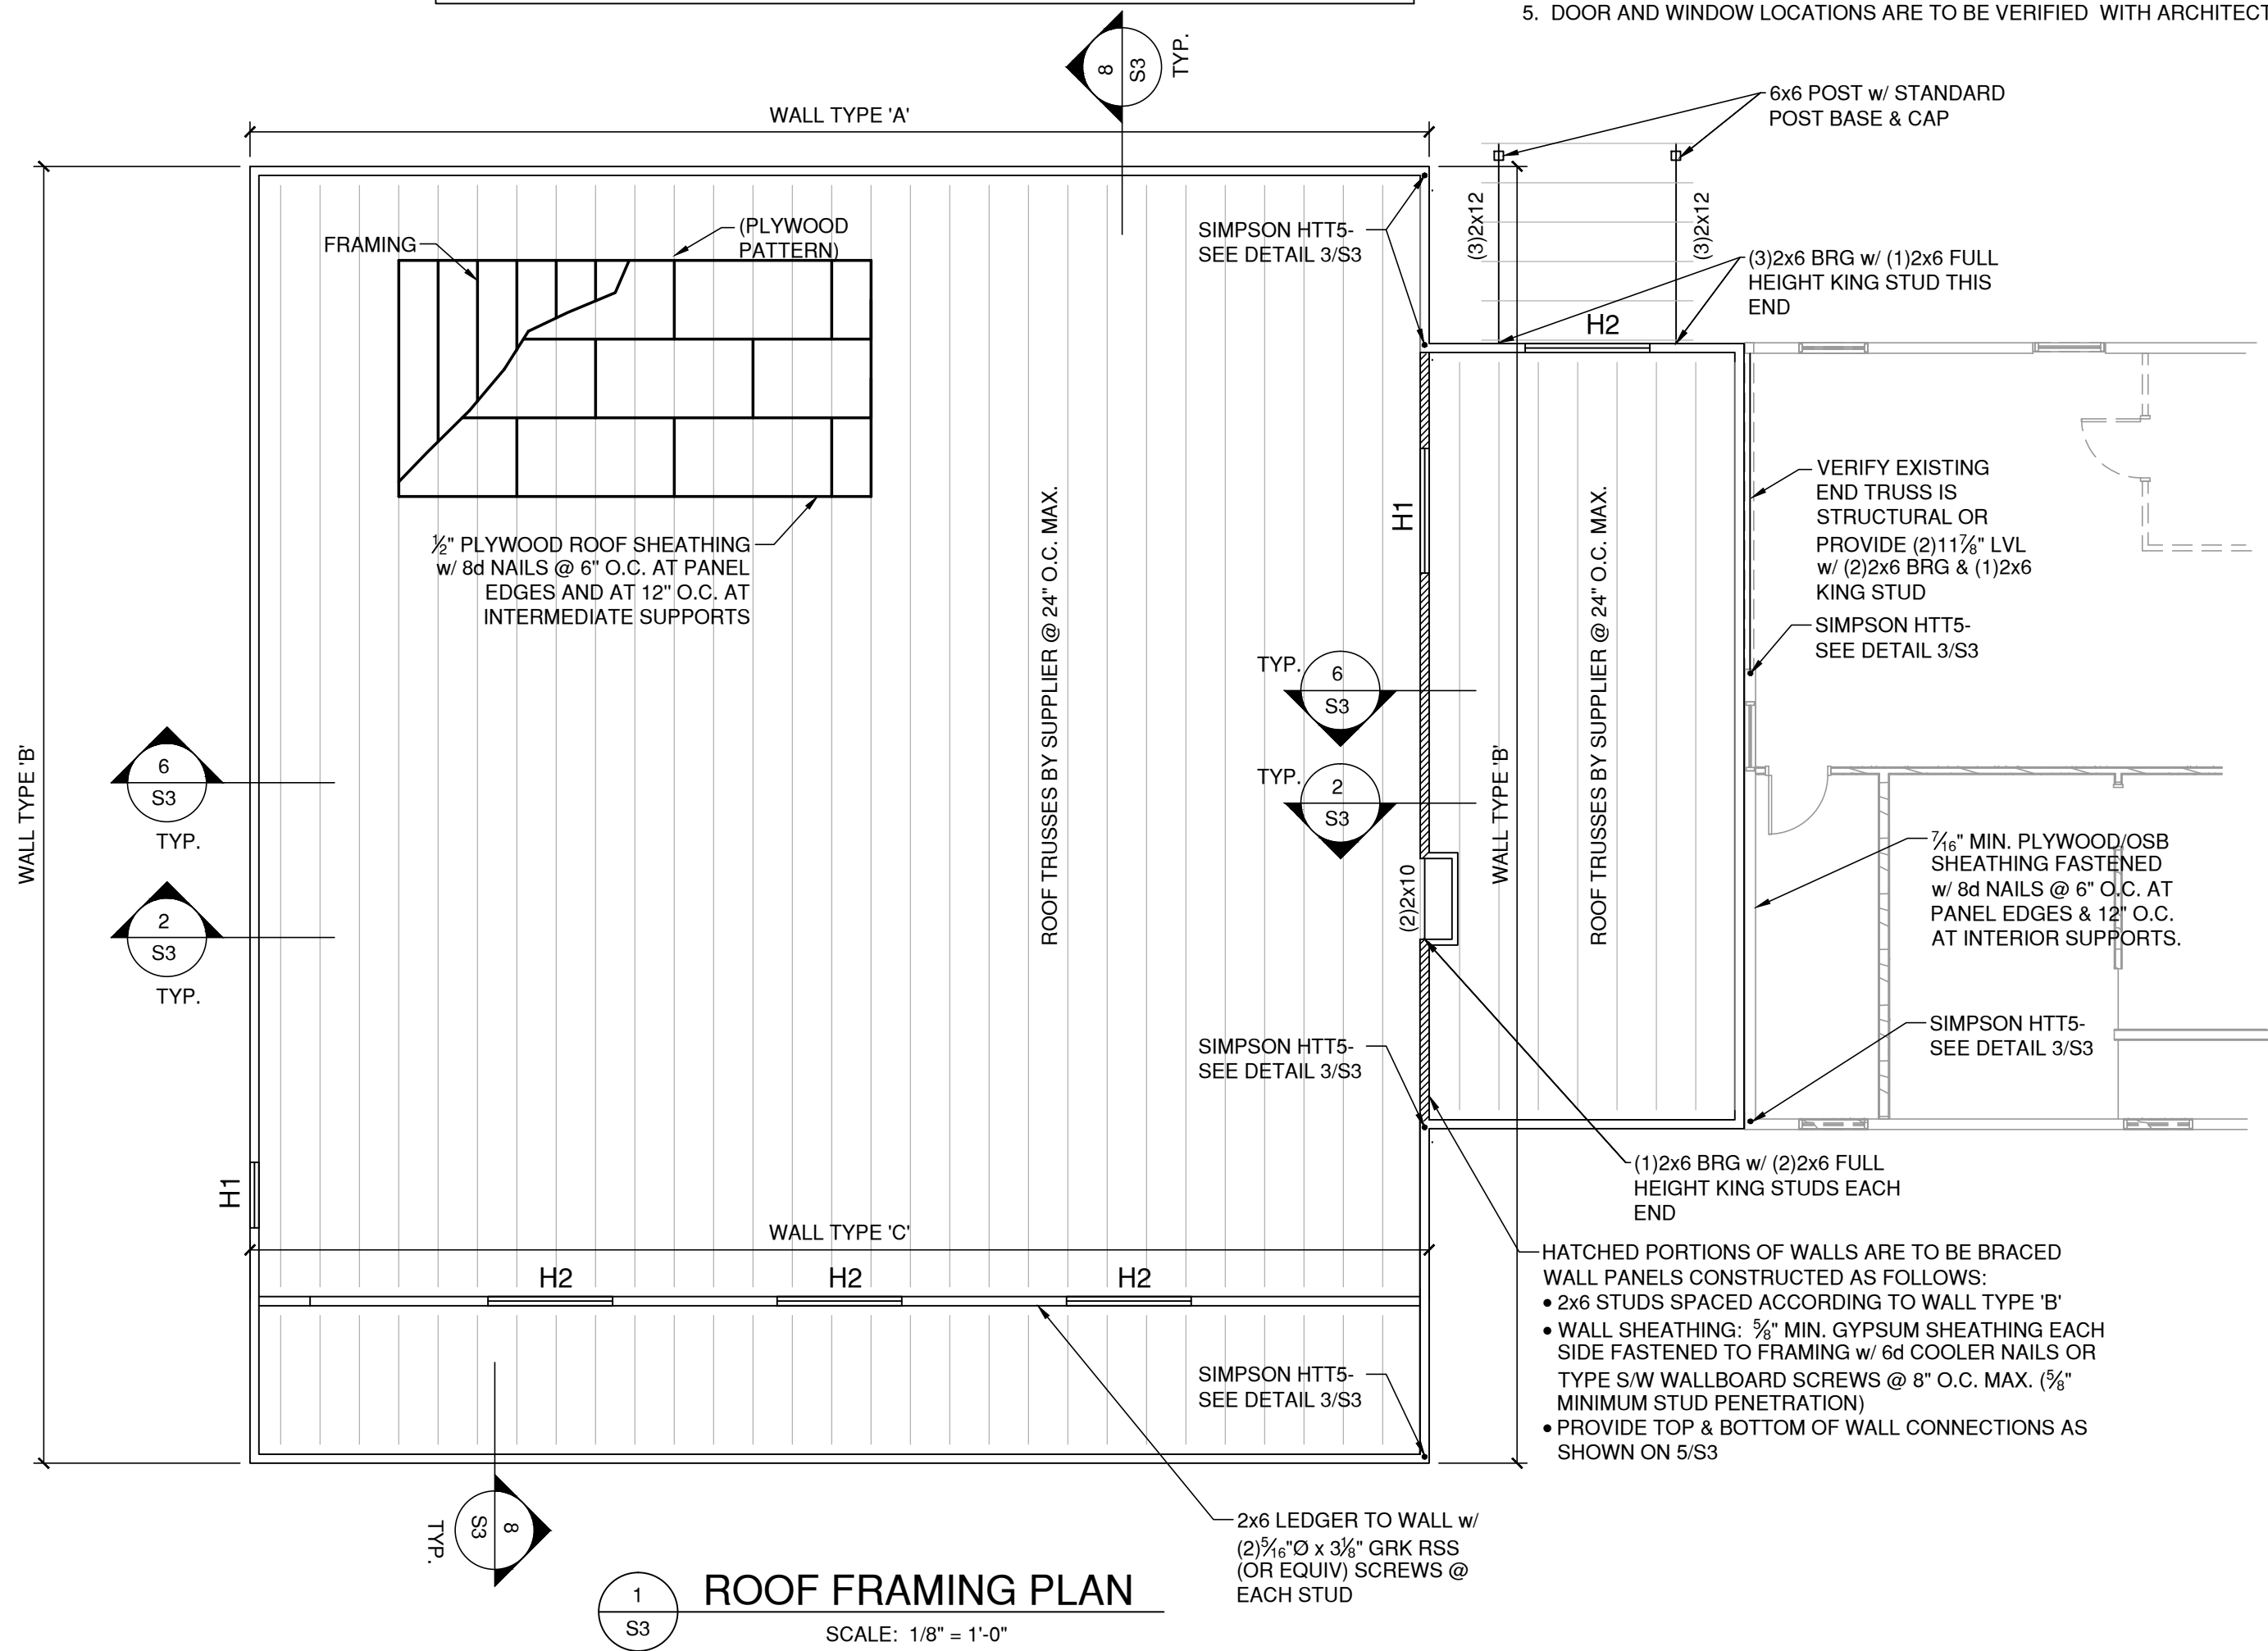 5. DOOR AND WINDOW LOCATIONS ARE TO BE VERIFIED WITH ARCHITECT
8
S3
TYP.
WALL TYPE 'A'
6x6 POST w/ STANDARD
POST BASE & CAP
FRAMING
(PLYWOOD
PATTERN)
SIMPSON HTT5-
SEE DETAIL 3/S3
(3)2x12
(3)2x12
(3)2x6 BRG w/ (1)2x6 FULL
HEIGHT KING STUD THIS
END
H2
½" PLYWOOD ROOF SHEATHING
w/ 8d NAILS @ 6" O.C. AT PANEL
EDGES AND AT 12" O.C. AT
INTERMEDIATE SUPPORTS
ROOF TRUSSES BY SUPPLIER @ 24" O.C. MAX.
H1
ROOF TRUSSES BY SUPPLIER @ 24" O.C. MAX.
VERIFY EXISTING
END TRUSS IS
STRUCTURAL OR
PROVIDE (2)11⅞" LVL
w/ (2)2x6 BRG & (1)2x6
KING STUD
SIMPSON HTT5-
SEE DETAIL 3/S3
TYP.
6
S3
TYP.
2
S3
WALL TYPE 'B'
WALL TYPE 'B'
6
S3
TYP.
2
S3
TYP.
(2)2x10
7⁄16" MIN. PLYWOOD/OSB
SHEATHING FASTENED
w/ 8d NAILS @ 6" O.C. AT
PANEL EDGES & 12" O.C.
AT INTERIOR SUPPORTS.
SIMPSON HTT5-
SEE DETAIL 3/S3
SIMPSON HTT5-
SEE DETAIL 3/S3
(1)2x6 BRG w/ (2)2x6 FULL
HEIGHT KING STUDS EACH
END
H1
WALL TYPE 'C'
H2
H2
H2
HATCHED PORTIONS OF WALLS ARE TO BE BRACED
WALL PANELS CONSTRUCTED AS FOLLOWS:
• 2x6 STUDS SPACED ACCORDING TO WALL TYPE 'B'
• WALL SHEATHING: ⅝" MIN. GYPSUM SHEATHING EACH
SIDE FASTENED TO FRAMING w/ 6d COOLER NAILS OR
TYPE S/W WALLBOARD SCREWS @ 8" O.C. MAX. (⅝"
MINIMUM STUD PENETRATION)
• PROVIDE TOP & BOTTOM OF WALL CONNECTIONS AS
SHOWN ON 5/S3
SIMPSON HTT5-
SEE DETAIL 3/S3
8
S3
TYP.
2x6 LEDGER TO WALL w/
(2)5⁄16"Ø x 3⅛" GRK RSS
(OR EQUIV) SCREWS @
EACH STUD
1
S3
ROOF FRAMING PLAN
SCALE: 1/8" = 1'-0"